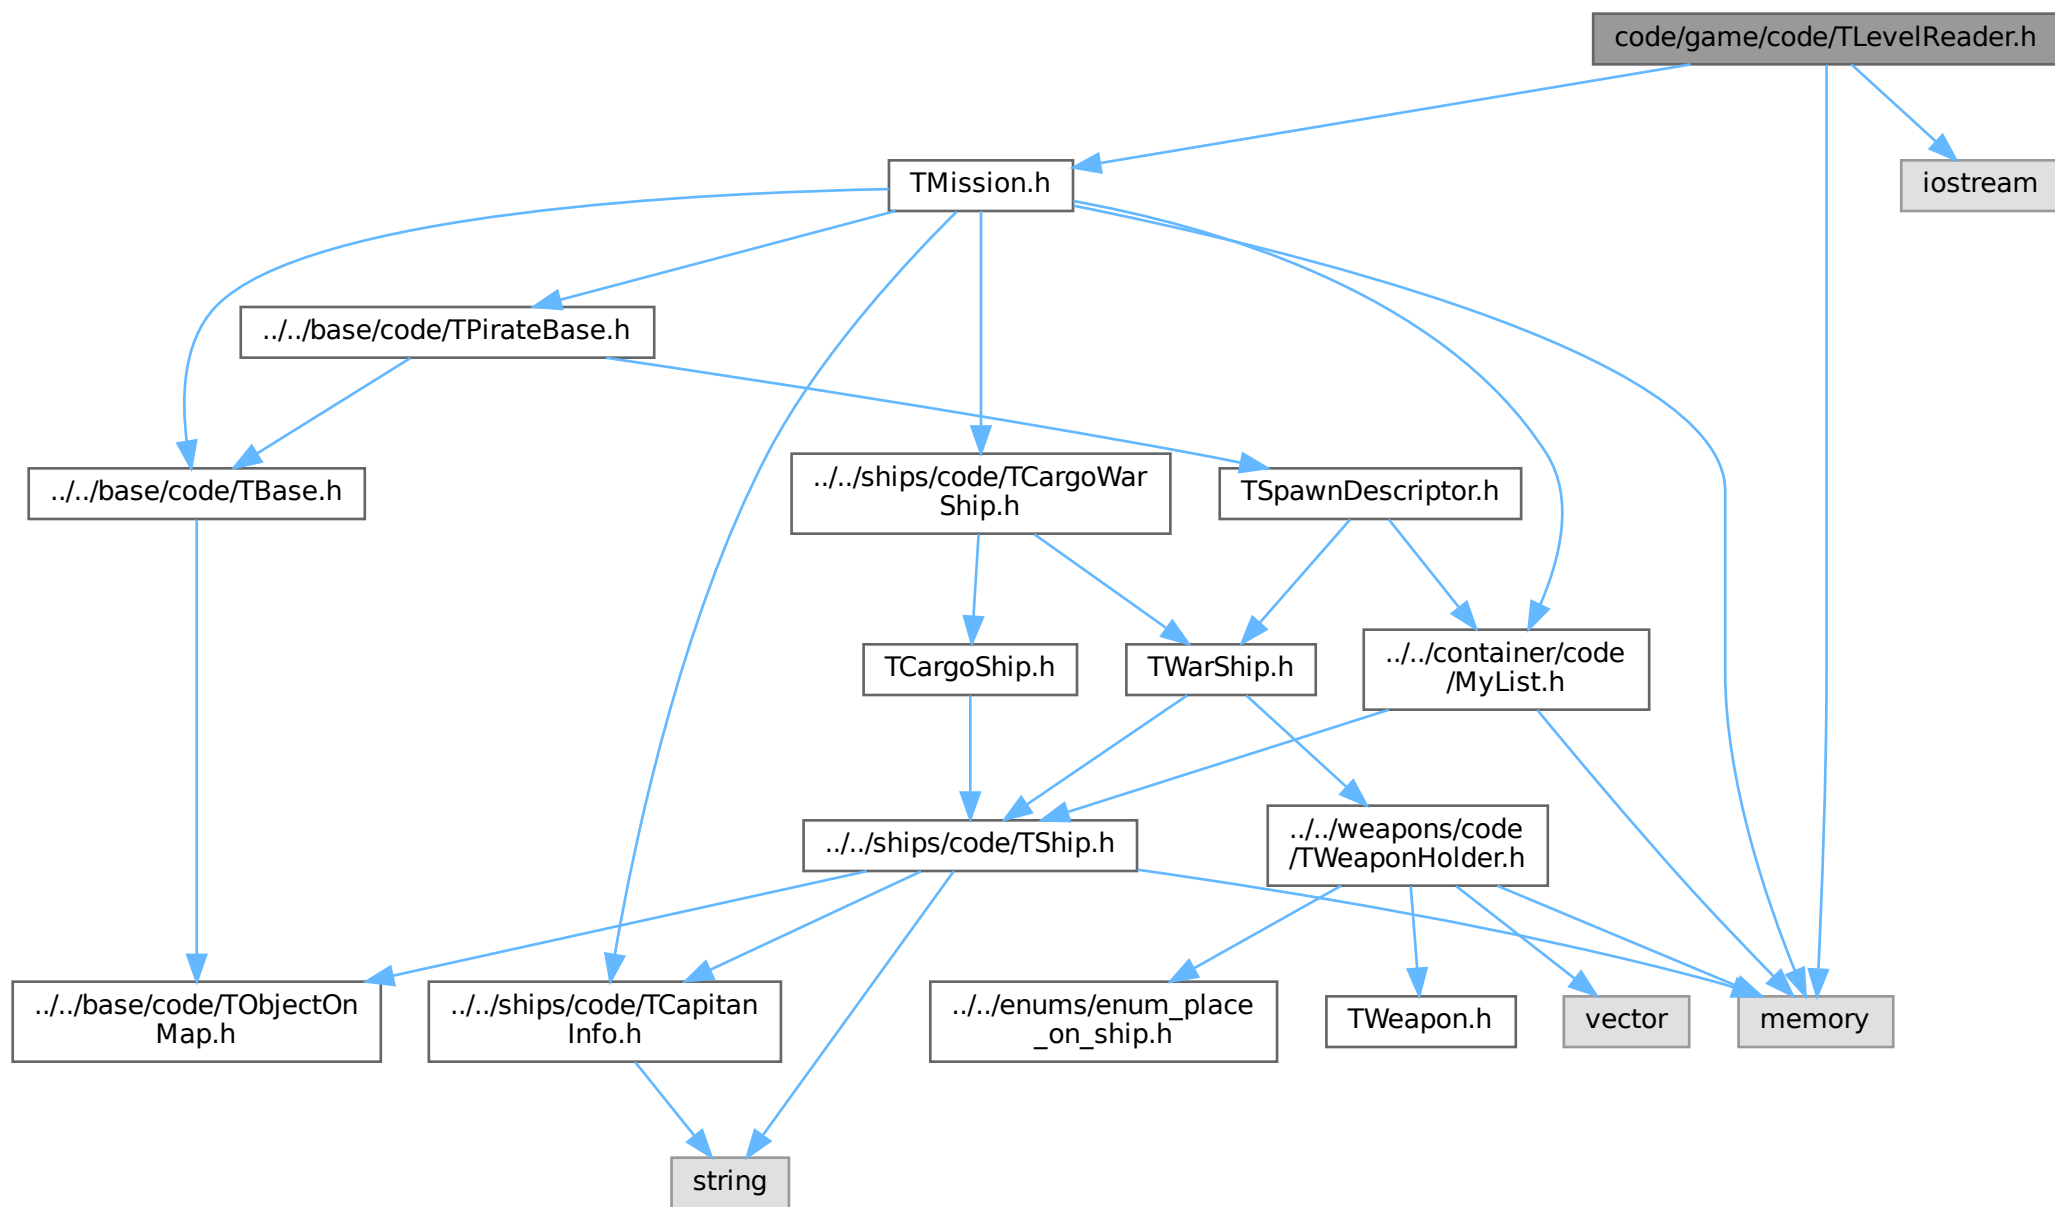 code/game/code/TLevelReader.h
TMission.h
iostream
../../base/code/TPirateBase.h
../../base/code/TBase.h
../../ships/code/TCargoWar
Ship.h
TSpawnDescriptor.h
TCargoShip.h
TWarShip.h
../../container/code
/MyList.h
../../ships/code/TShip.h
../../weapons/code
/TWeaponHolder.h
../../base/code/TObjectOn
Map.h
../../ships/code/TCapitan
Info.h
../../enums/enum_place
_on_ship.h
TWeapon.h
vector
memory
string